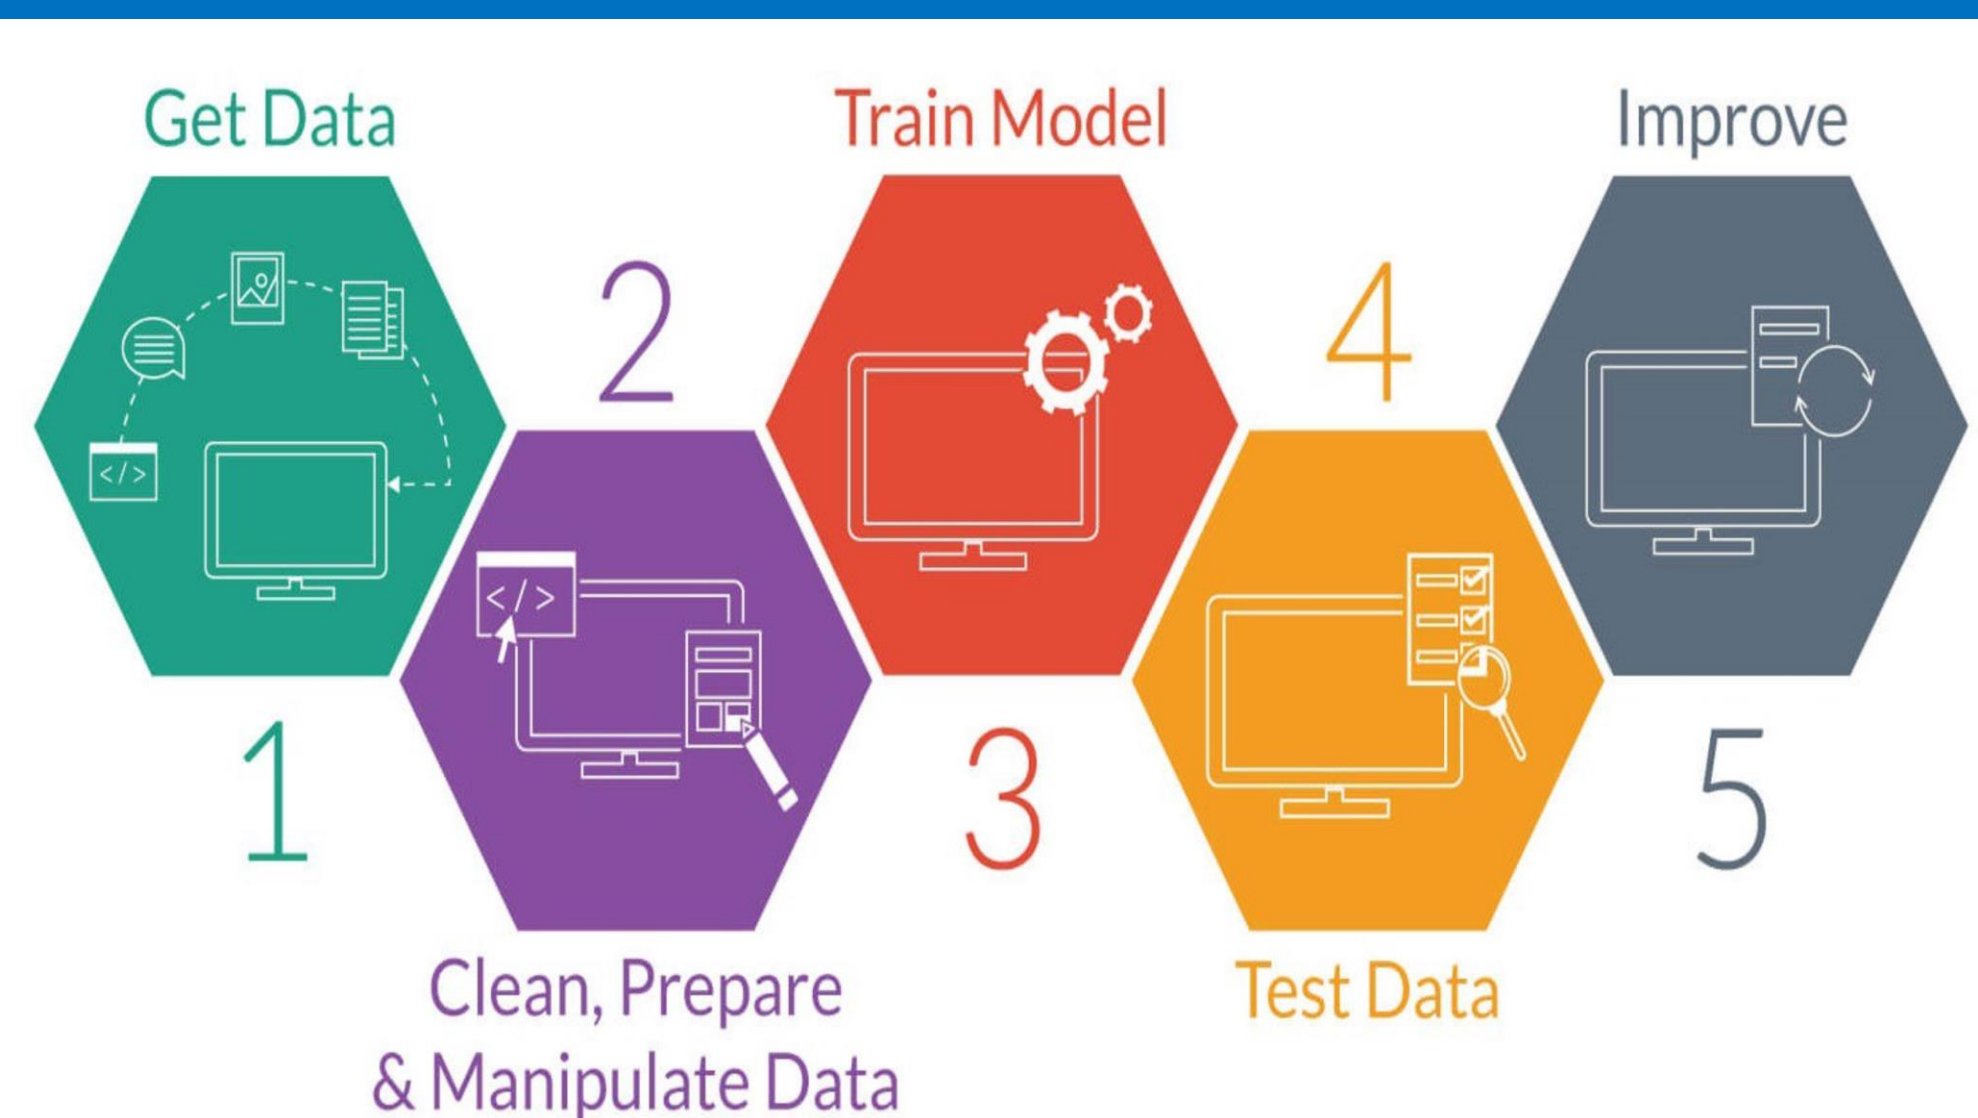 Get Data
1
</>
2
</>
Clean, Prepare
& Manipulate Data
Train Model
3
4
Test Data
Improve
5